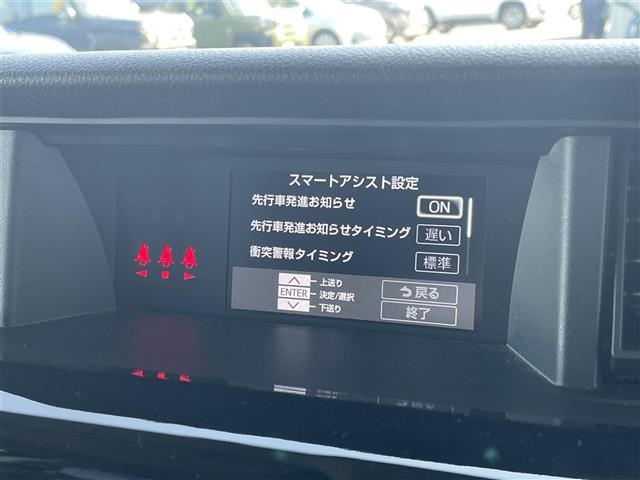 スマートアシスト設定
先行車発進お知らせ ON
先行車発進お知らせタイミング 遅い
衝突警報タイミング 標準
上送り
ENTER 決定/選択 戻る
下送り 終了